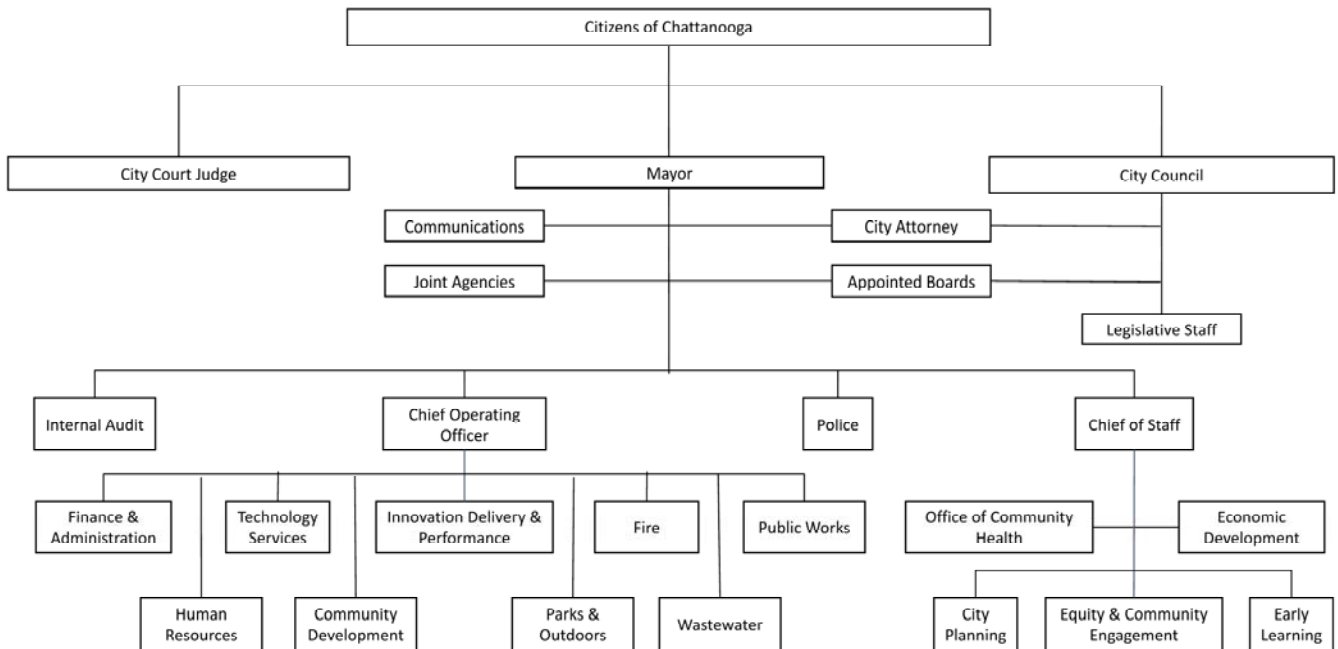 Citizens of Chattanooga
City Court Judge
Mayor
City Council
Communications
City Attorney
Joint Agencies
Appointed Boards
Legislative Staff
Internal Audit
Chief Operating
Officer
Police
Chief of Staff
Finance &
Administration
Technology
Services
Innovation Delivery &
Performance
Fire
Public Works
Office of Community
Health
Economic
Development
Human
Resources
Community
Development
Parks &
Outdoors
Wastewater
City
Planning
Equity & Community
Engagement
Early
Learning